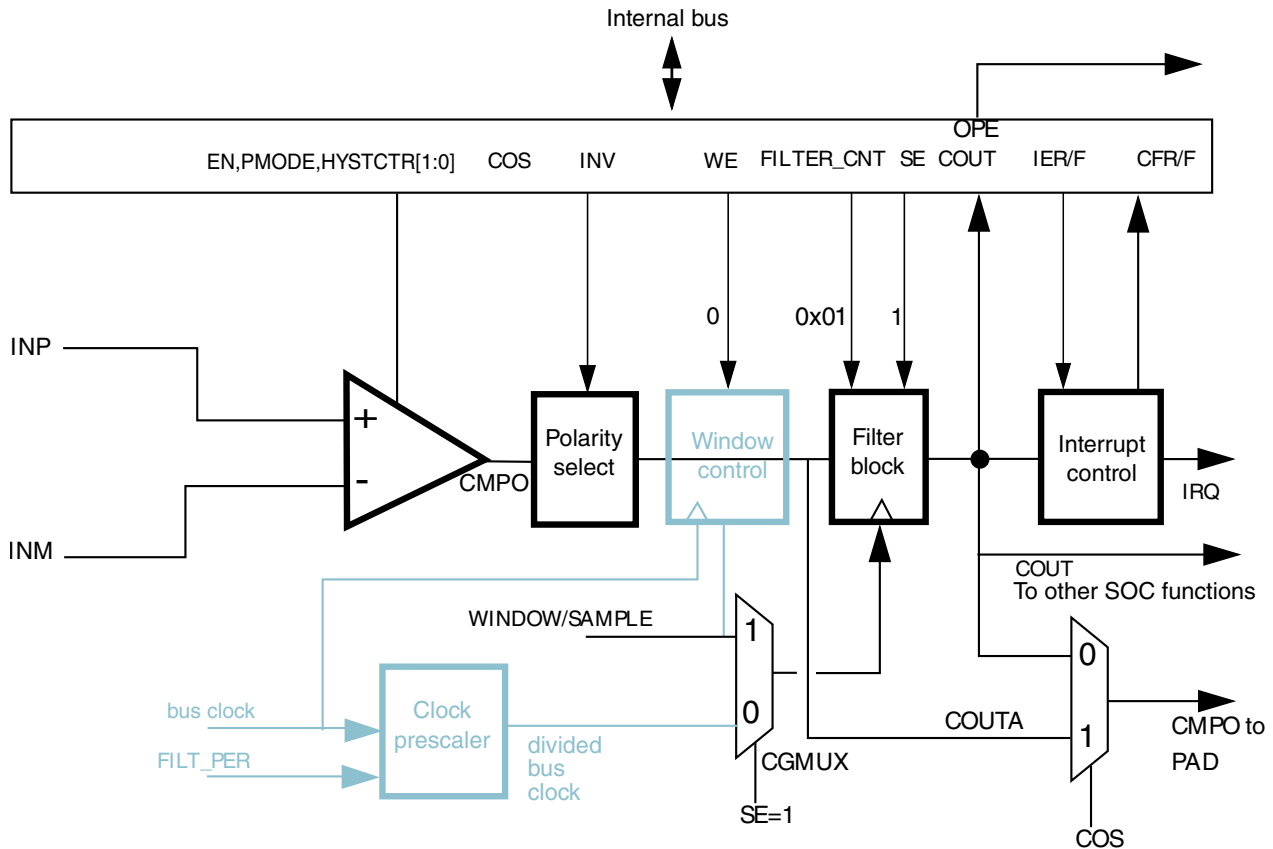 Internal bus
OPE
EN,PMODE,HYSTCTR[1:0] COS INV WE FILTER_CNT SE COUT IER/F CFR/F
0 0x01 1
INP
+
-
INM
CMPO
Polarity
select
Window
control
Filter
block
Interrupt
control
IRQ
COUT
To other SOC functions
WINDOW/SAMPLE
1
0
CGMUX
SE=1
bus clock
FILT_PER
Clock
prescaler
divided
bus
clock
COUTA
0
1
CMPO to
PAD
COS